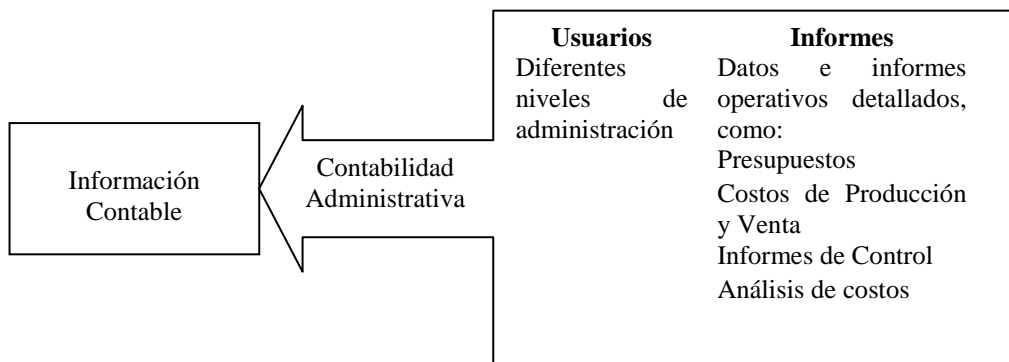 Información
Contable
Contabilidad
Administrativa
Usuarios
Diferentes
niveles de
administración
Informes
Datos e informes
operativos detallados,
como:
Presupuestos
Costos de Producción
y Venta
Informes de Control
Análisis de costos